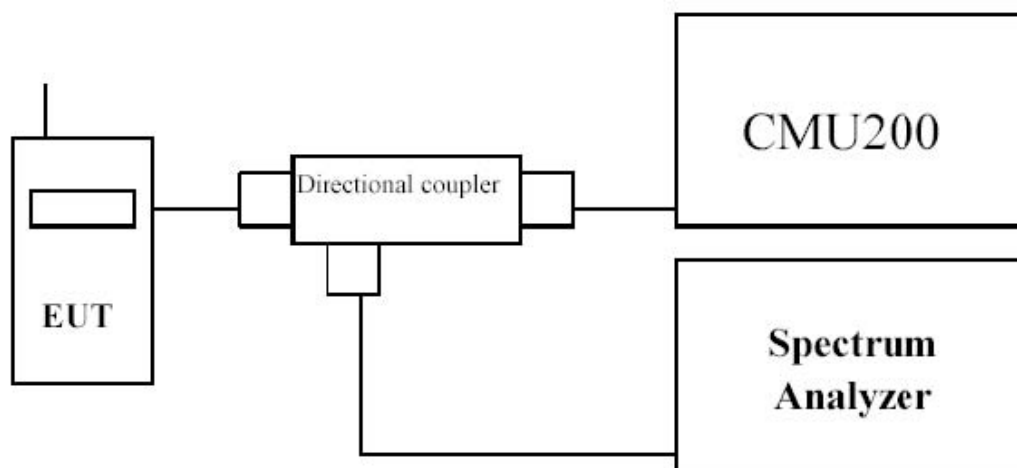 CMU200
Directional coupler
EUT
Spectrum
Analyzer